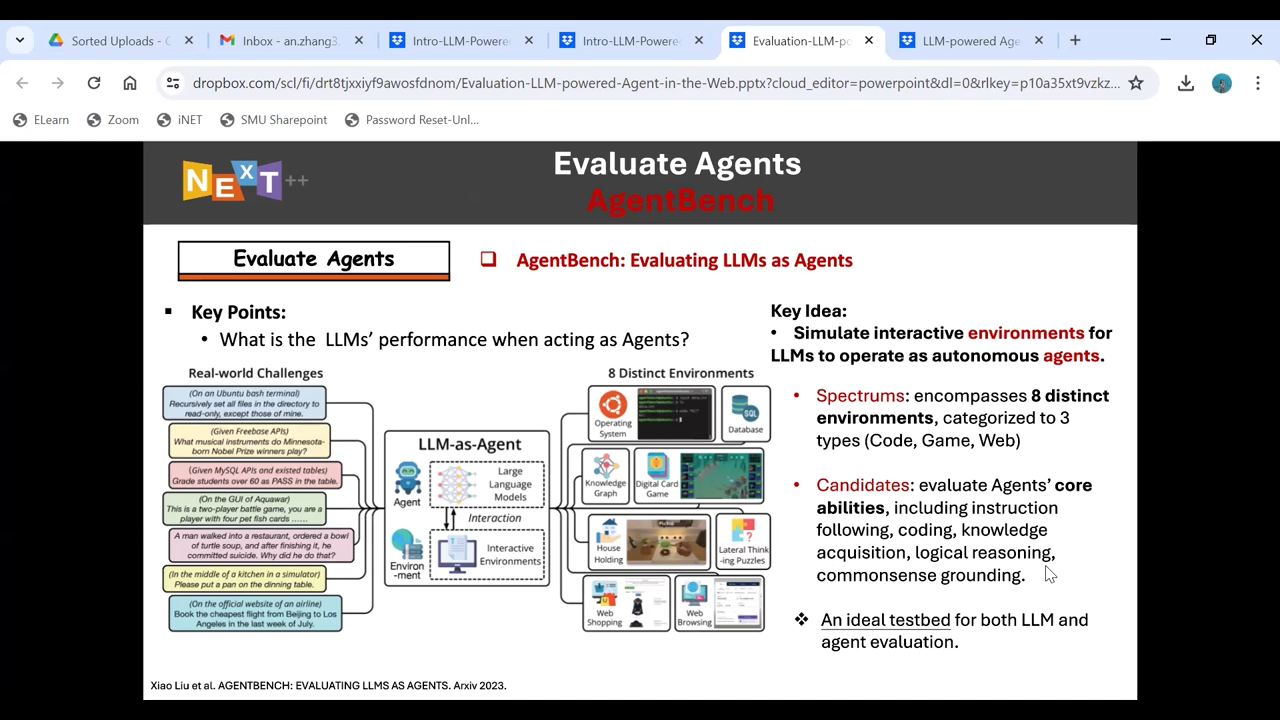 Sorted Uploads - G
Inbox - an.zhang3.
Intro-LLM-Powere
Intro-LLM-Powere
Evaluation-LLM-po
LLM-powered Age
dropbox.com/scl/fi/drt8tjxxiyf9awosfdnom/Evaluation-LLM-powered-Agent-in-the-Web.pptx?cloud_editor=powerpoint&dl=0&rlkey=p10a35xt9vzkz...
ELearn
Zoom
iNET
SMU Sharepoint
Password Reset-Unl...
NExT++
Evaluate Agents
AgentBench
Evaluate Agents
AgentBench: Evaluating LLMs as Agents
Key Points:
• What is the LLMs' performance when acting as Agents?
Real-world Challenges
(On an Ubuntu bash terminal)
Recursively set all files in the directory to
read-only, except those of mine.
(Given Freebase APIs)
What musical instruments do Minnesota-
born Nobel Prize winners play?
(Given MySQL APIs and existed tables)
Grade students over 60 as PASS in the table.
(On the GUI of Aquawar)
This is a two-player battle game, you are a
player with four pet fish cards ......
A man walked into a restaurant, ordered a bowl
of turtle soup, and after finishing it, he
committed suicide. Why did he do that?
(In the middle of a kitchen in a simulator)
Please put a pan on the dinning table.
(On the official website of an airline)
Book the cheapest flight from Beijing to Los
Angeles in the last week of July.
LLM-as-Agent
Agent
Large
Language
Models
Interaction
Environ
-ment
Interactive
Environments
8 Distinct Environments
Operating
System
Database
Knowledge
Graph
Digital Card
Game
House
Holding
Lateral Think
-ing Puzzles
Web
Shopping
Web
Browsing
Key Idea:
• Simulate interactive environments for
LLMs to operate as autonomous agents.
• Spectrums: encompasses 8 distinct
environments, categorized to 3
types (Code, Game, Web)
• Candidates: evaluate Agents' core
abilities, including instruction
following, coding, knowledge
acquisition, logical reasoning,
commonsense grounding.
❖ An ideal testbed for both LLM and
agent evaluation.
Xiao Liu et al. AGENTBENCH: EVALUATING LLMS AS AGENTS. Arxiv 2023.